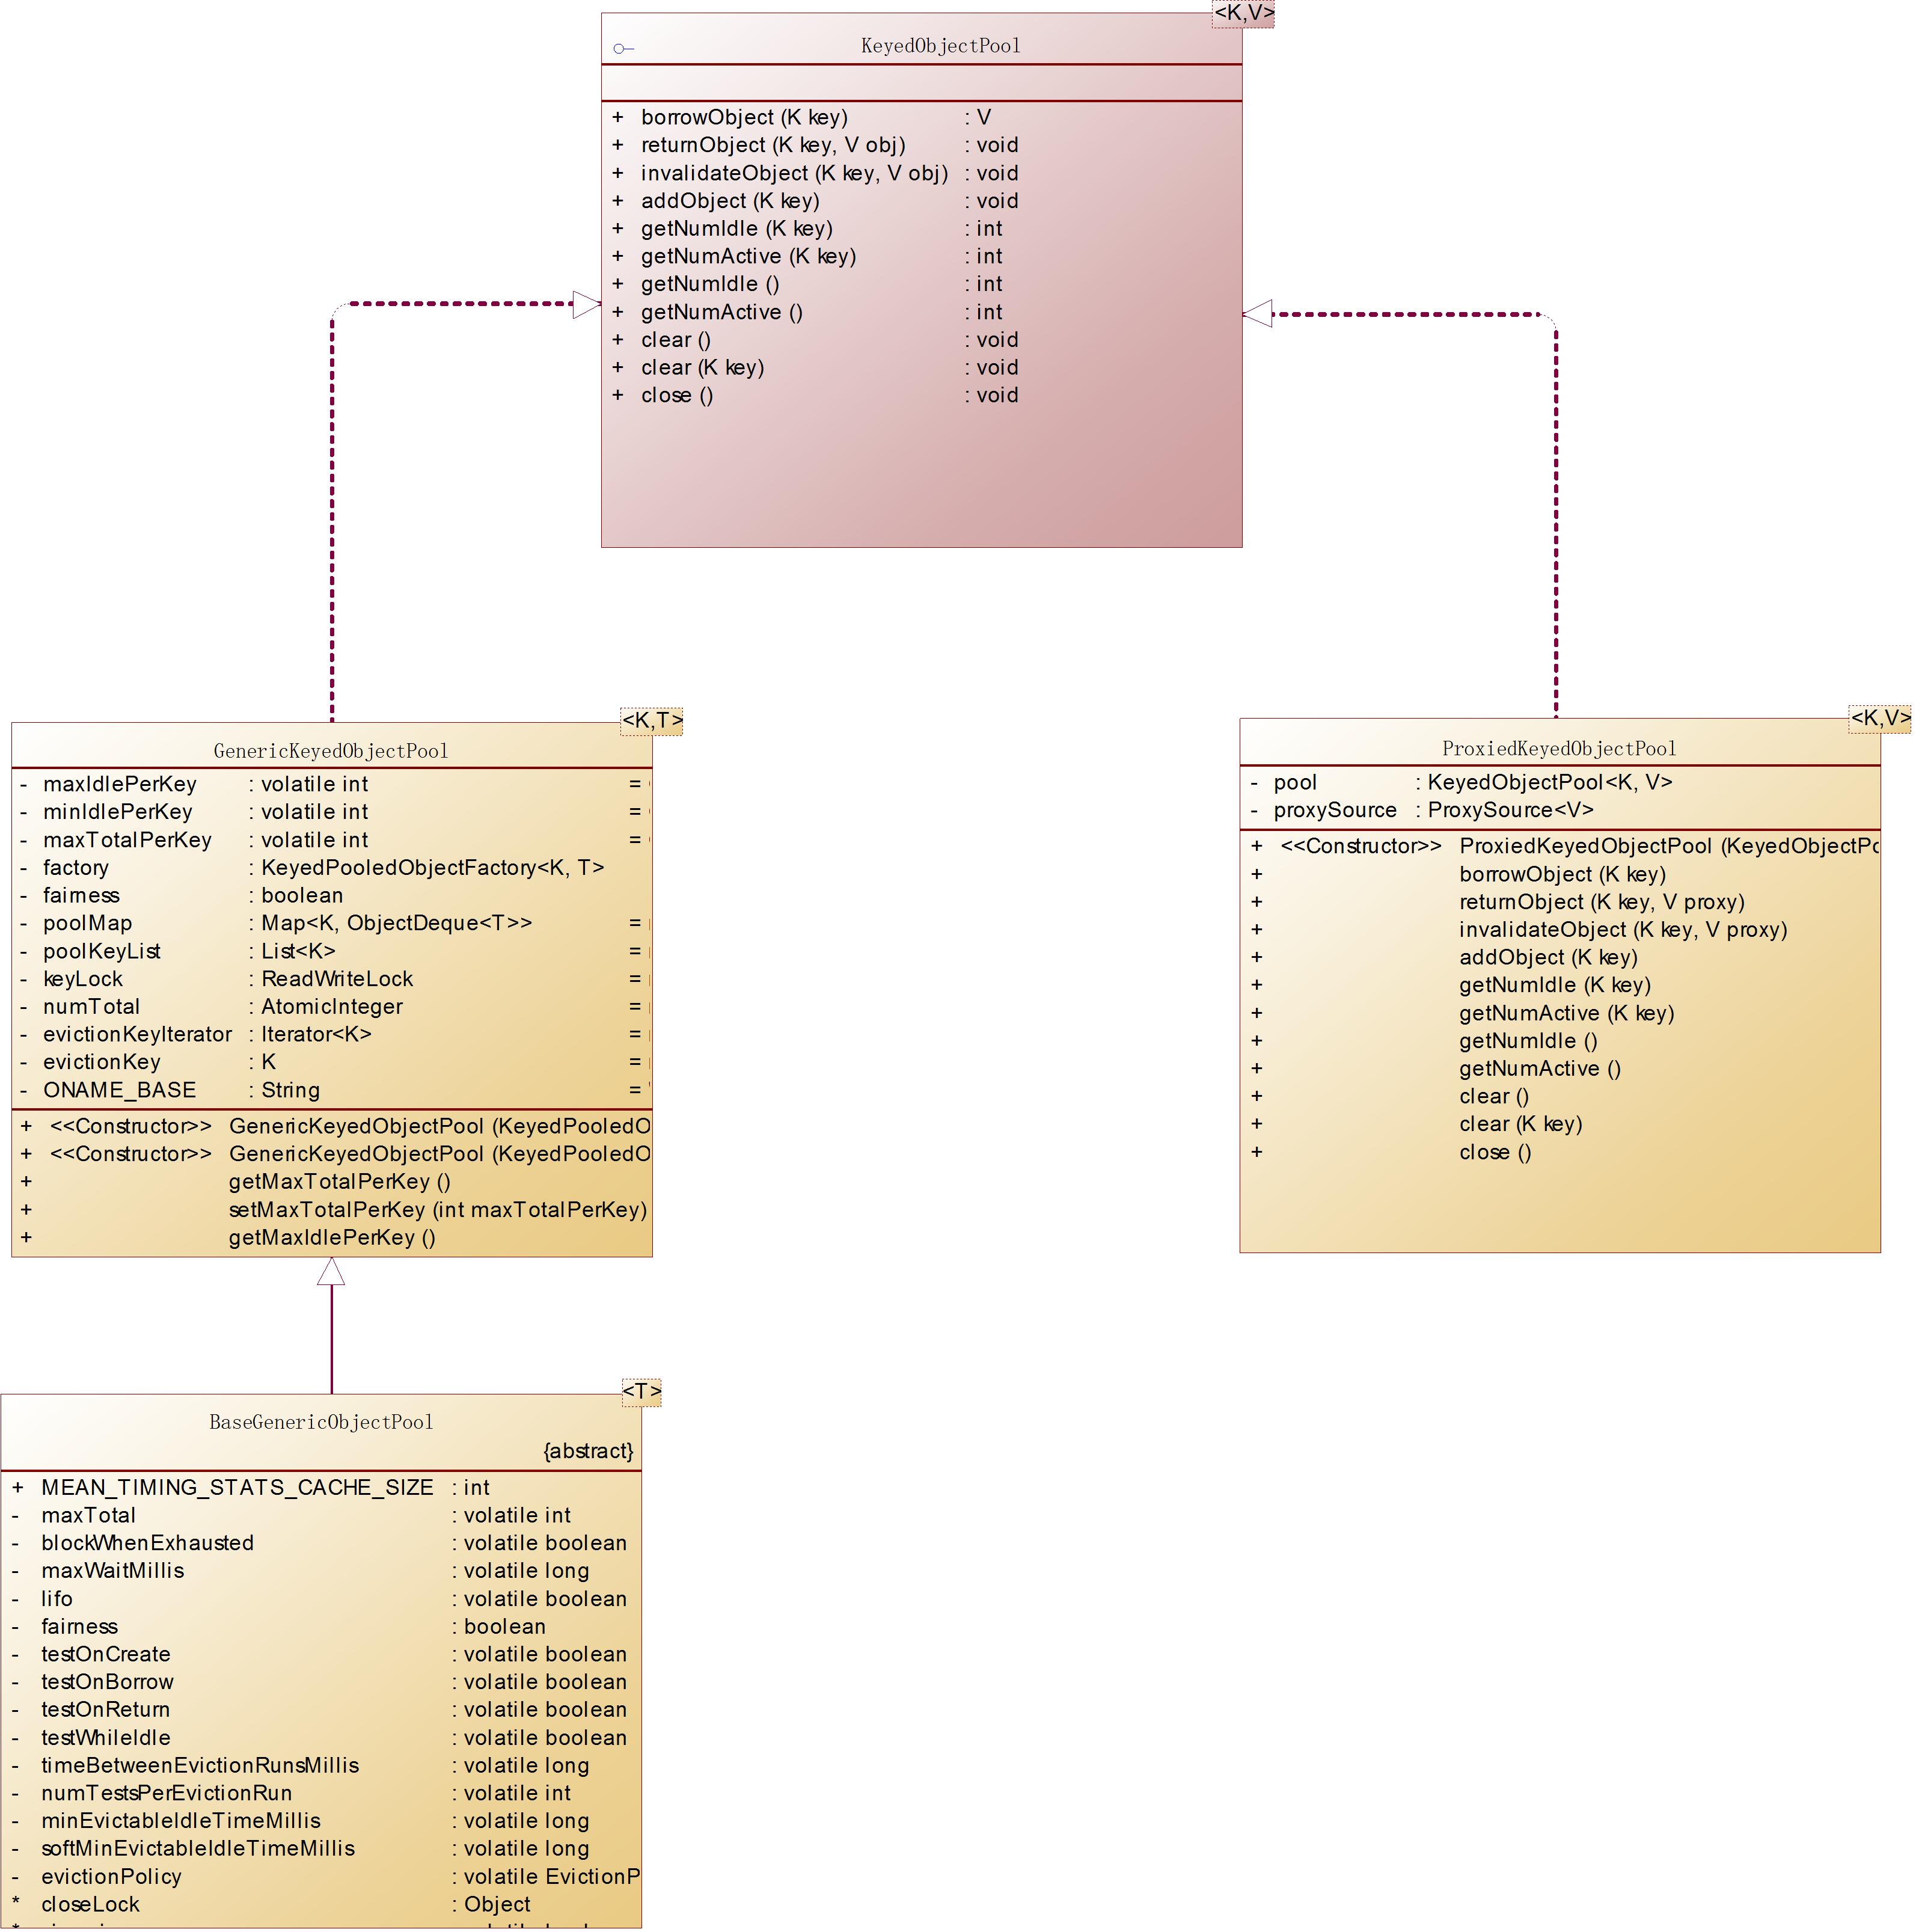 <K,V>
KeyedObjectPool
+ borrowObject (K key) : V
+ returnObject (K key, V obj) : void
+ invalidateObject (K key, V obj) : void
+ addObject (K key) : void
+ getNumIdle (K key) : int
+ getNumActive (K key) : int
+ getNumIdle () : int
+ getNumActive () : int
+ clear () : void
+ clear (K key) : void
+ close () : void
<K,T>
GenericKeyedObjectPool
- maxIdlePerKey : volatile int =
- minIdlePerKey : volatile int =
- maxTotalPerKey : volatile int =
- factory : KeyedPooledObjectFactory<K, T>
- fairness : boolean
- poolMap : Map<K, ObjectDeque<T>> =
- poolKeyList : List<K> =
- keyLock : ReadWriteLock =
- numTotal : AtomicInteger =
- evictionKeyIterator : Iterator<K> =
- evictionKey : K =
- ONAME_BASE : String =
+ <<Constructor>> GenericKeyedObjectPool (KeyedPooledO
+ <<Constructor>> GenericKeyedObjectPool (KeyedPooledO
+ getMaxTotalPerKey ()
+ setMaxTotalPerKey (int maxTotalPerKey)
+ getMaxIdlePerKey ()
<K,V>
ProxiedKeyedObjectPool
- pool : KeyedObjectPool<K, V>
- proxySource : ProxySource<V>
+ <<Constructor>> ProxiedKeyedObjectPool (KeyedObjectPo
+ borrowObject (K key)
+ returnObject (K key, V proxy)
+ invalidateObject (K key, V proxy)
+ addObject (K key)
+ getNumIdle (K key)
+ getNumActive (K key)
+ getNumIdle ()
+ getNumActive ()
+ clear ()
+ clear (K key)
+ close ()
<T>
BaseGenericObjectPool
{abstract}
+ MEAN_TIMING_STATS_CACHE_SIZE : int
- maxTotal : volatile int
- blockWhenExhausted : volatile boolean
- maxWaitMillis : volatile long
- lifo : volatile boolean
- fairness : boolean
- testOnCreate : volatile boolean
- testOnBorrow : volatile boolean
- testOnReturn : volatile boolean
- testWhileIdle : volatile boolean
- timeBetweenEvictionRunsMillis : volatile long
- numTestsPerEvictionRun : volatile int
- minEvictableIdleTimeMillis : volatile long
- softMinEvictableIdleTimeMillis : volatile long
- evictionPolicy : volatile EvictionP
* closeLock : Object